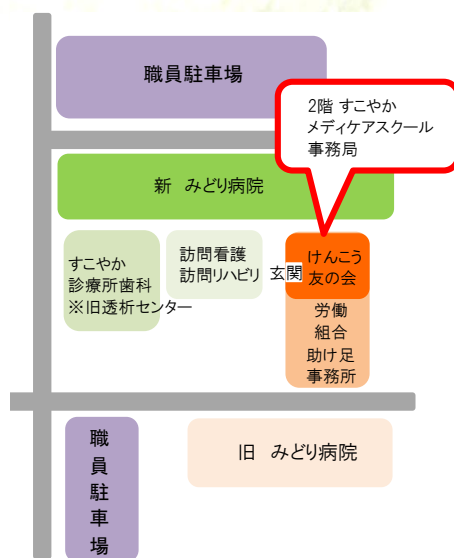 職員駐車場
2階 すこやか
メディケアスクール
事務局
新　みどり病院
すこやか
診療所歯科
※旧透析センター
訪問看護
訪問リハビリ
玄関
けんこう
友の会
労働
組合
助け足
事務所
職
員
駐
車
場
旧　みどり病院